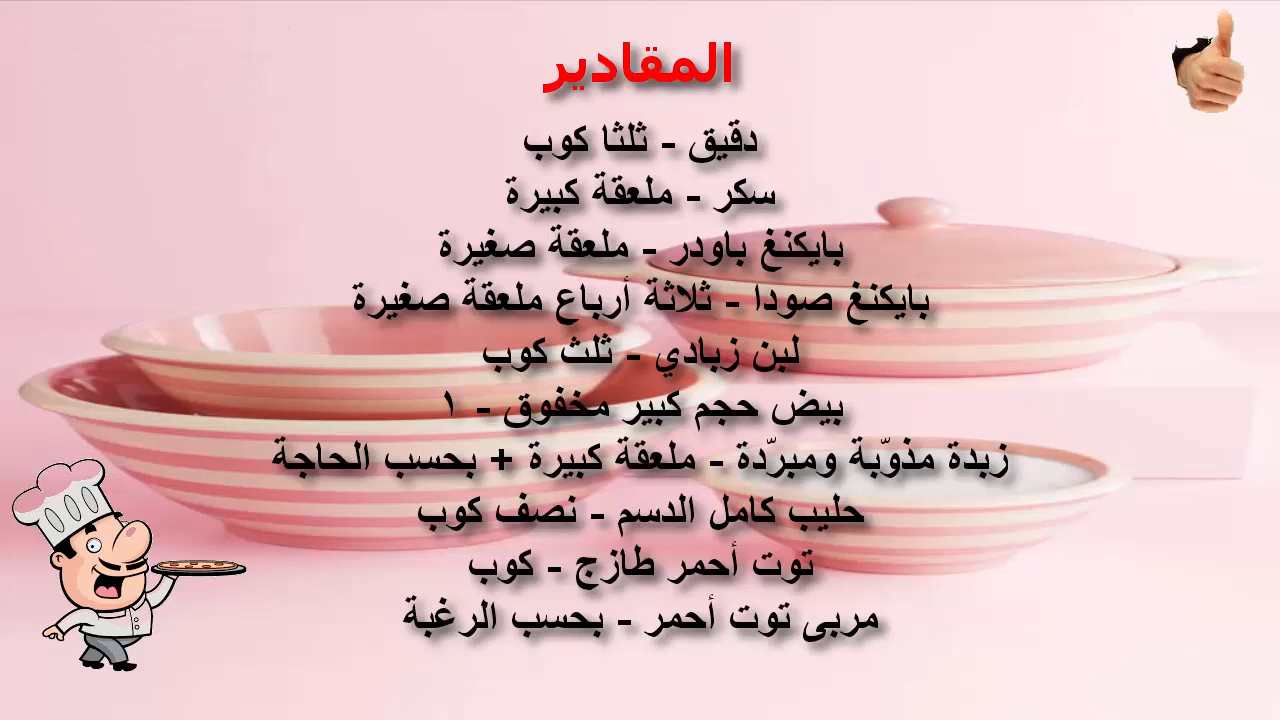 المقادير
دقيق - ثلثا كوب
سكر - ملعقة كبيرة
بايكنغ باودر - ملعقة صغيرة
بايكنغ صودا - ثلاثة أرباع ملعقة صغيرة
لبن زبادي - ثلث كوب
بيض حجم كبير مخفوق - ١
زبدة مذوّبة ومبرّدة - ملعقة كبيرة + بحسب الحاجة
حليب كامل الدسم - نصف كوب
توت أحمر طازج - كوب
مربى توت أحمر - بحسب الرغبة